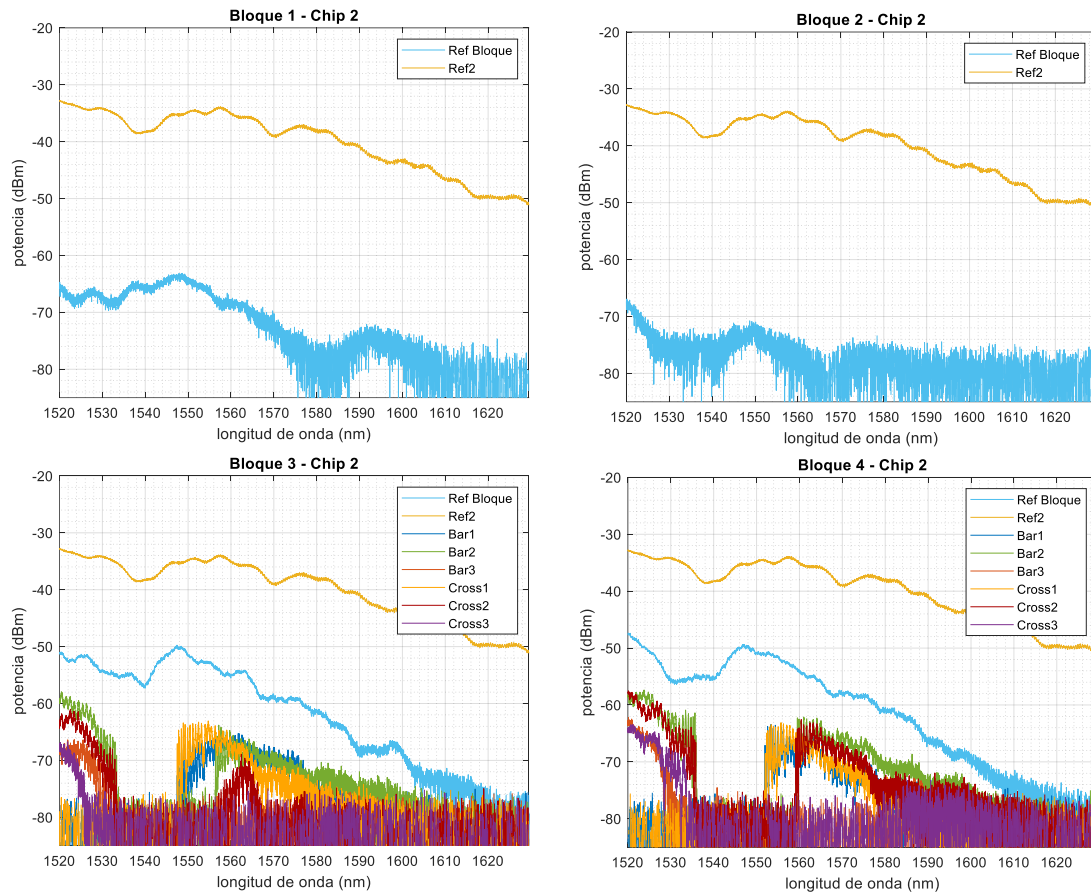 Bloque 1 - Chip 2
-20
-30
-40
-50
-60
-70
-80
potencia (dBm)
Ref Bloque
Ref2
1520 1530 1540 1550 1560 1570 1580 1590 1600 1610 1620
longitud de onda (nm)
Bloque 2 - Chip 2
-20
-30
-40
-50
-60
-70
-80
potencia (dBm)
Ref Bloque
Ref2
1520 1530 1540 1550 1560 1570 1580 1590 1600 1610 1620
longitud de onda (nm)
Bloque 3 - Chip 2
-20
-30
-40
-50
-60
-70
-80
potencia (dBm)
Ref Bloque
Ref2
Bar1
Bar2
Bar3
Cross1
Cross2
Cross3
1520 1530 1540 1550 1560 1570 1580 1590 1600 1610 1620
longitud de onda (nm)
Bloque 4 - Chip 2
-20
-30
-40
-50
-60
-70
-80
potencia (dBm)
Ref Bloque
Ref2
Bar1
Bar2
Bar3
Cross1
Cross2
Cross3
1520 1530 1540 1550 1560 1570 1580 1590 1600 1610 1620
longitud de onda (nm)